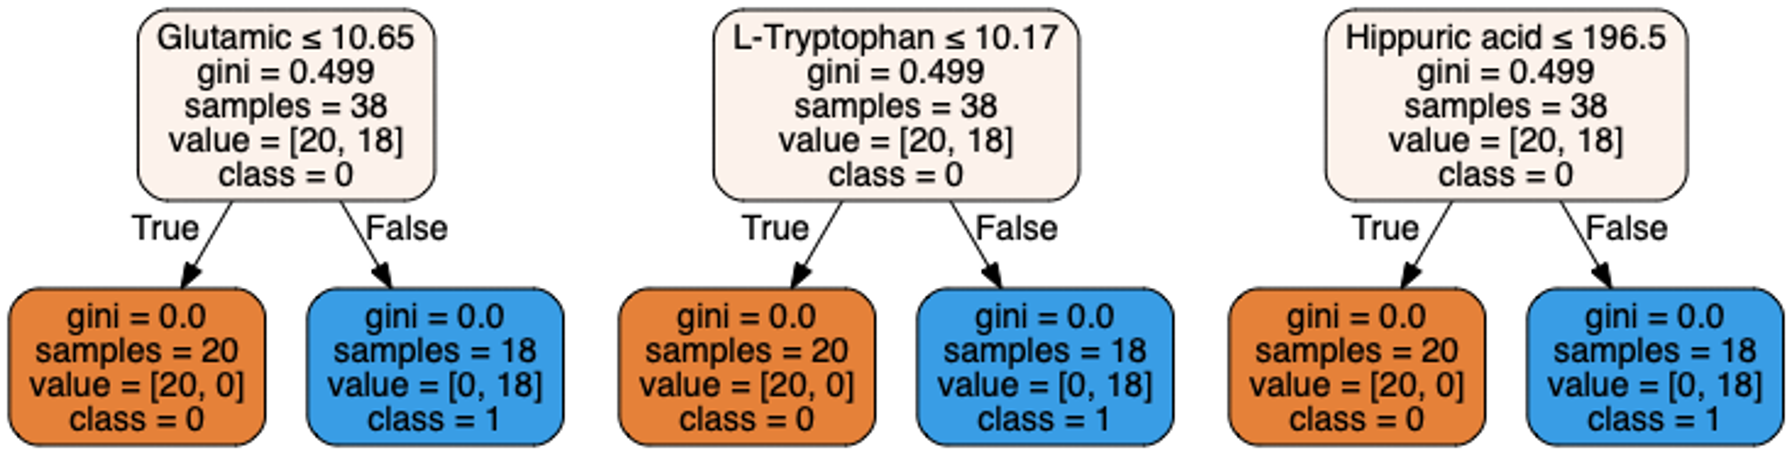 Glutamic ≤ 10.65
gini = 0.499
samples = 38
value = [20, 18]
class = 0
True
False
gini = 0.0
samples = 20
value = [20, 0]
class = 0
gini = 0.0
samples = 18
value = [0, 18]
class = 1
L-Tryptophan ≤ 10.17
gini = 0.499
samples = 38
value = [20, 18]
class = 0
True
False
gini = 0.0
samples = 20
value = [20, 0]
class = 0
gini = 0.0
samples = 18
value = [0, 18]
class = 1
Hippuric acid ≤ 196.5
gini = 0.499
samples = 38
value = [20, 18]
class = 0
True
False
gini = 0.0
samples = 20
value = [20, 0]
class = 0
gini = 0.0
samples = 18
value = [0, 18]
class = 1